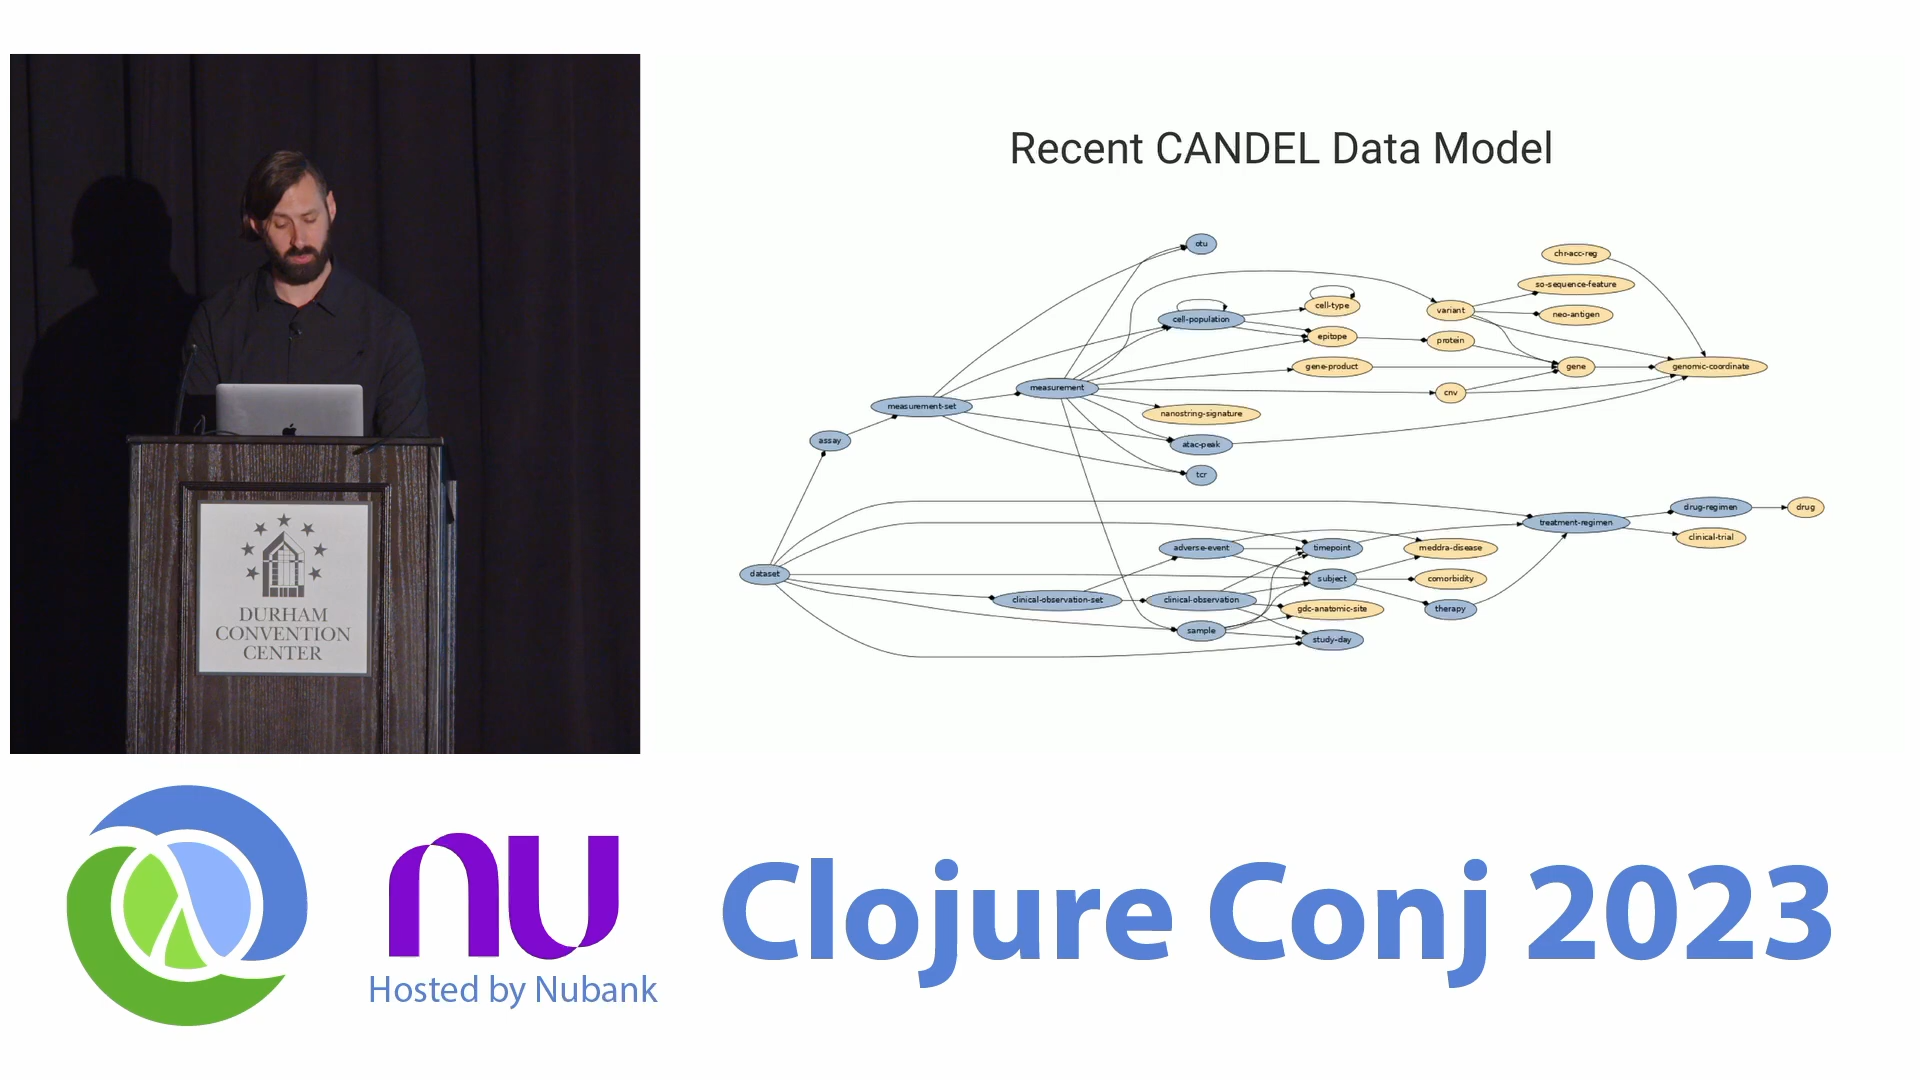 Recent CANDEL Data Model
otu
chr-acc-reg
so-sequence-feature
cell-type
cell-population
variant
neo-antigen
epitope
protein
gene-product
gene
genomic-coordinate
measurement
cnv
measurement-set
nanostring-signature
assay
atac-peak
tcr
drug-regimen
drug
treatment-regimen
clinical-trial
adverse-event
timepoint
meddra-disease
dataset
subject
comorbidity
clinical-observation-set
clinical-observation
gdc-anatomic-site
therapy
sample
study-day
DURHAM
CONVENTION
CENTER
nu
Hosted by Nubank
Clojure Conj 2023